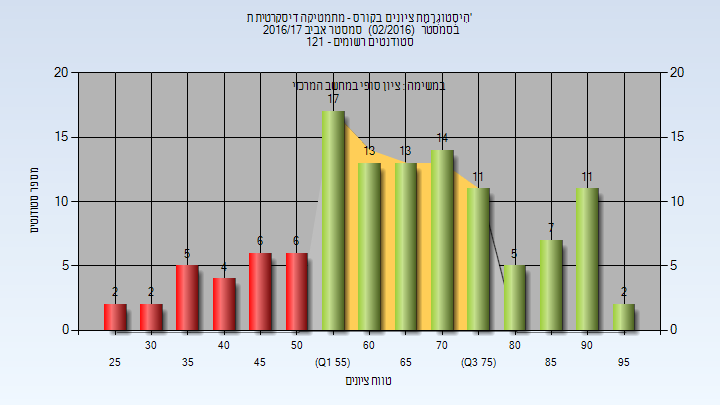 היסטוגרמת ציונים בקורס - מתמטיקה דיסקרטית ת'
בסמסטר (02/2016) סמסטר אביב 2016/17
סטודנטים רשומים - 121
במשימה : ציון סופי במחשב המרכזי
20 20
15 15
10 10
5 5
0 0
מספר סטודנטים
2 2 5 4 6 6 17 13 13 14 11 5 7 11 2
30 40 50 60 70 80 90
25 35 45 (Q1 55) 65 (Q3 75) 85 95
טווח ציונים